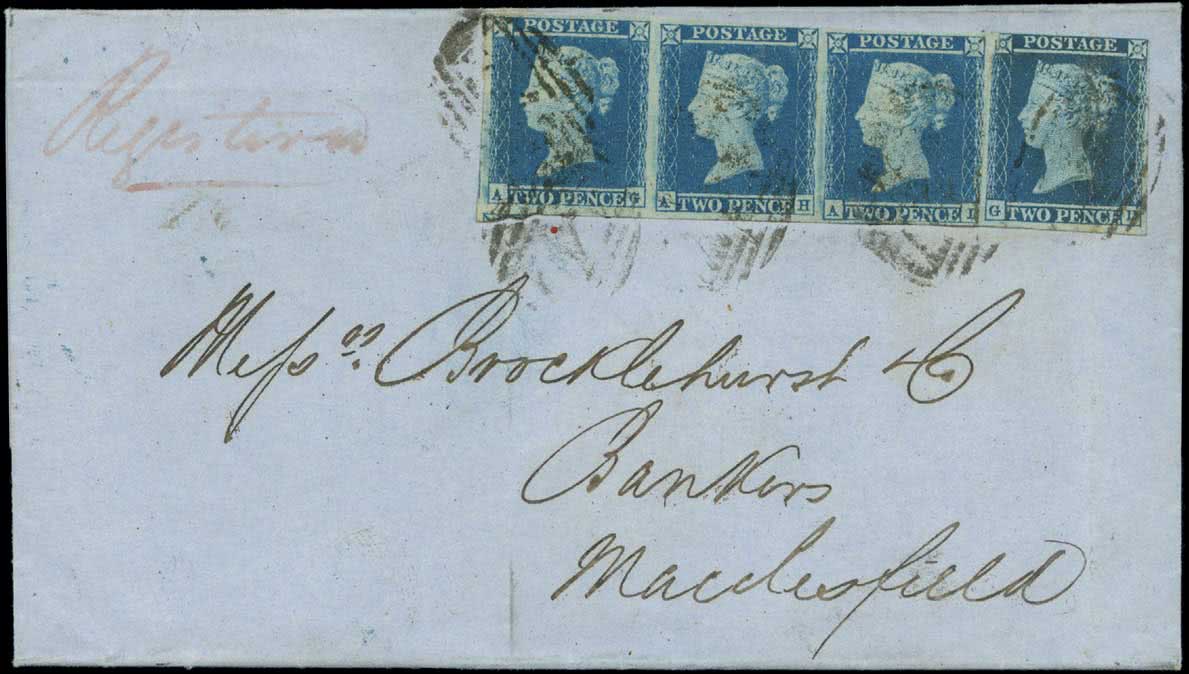 POSTAGE POSTAGE POSTAGE POSTAGE
A TWO PENCE G A TWO PENCE H A TWO PENCE I G TWO PENCE L
Registered
Messrs. Brocklehurst & Co
Bankers
Macclesfield